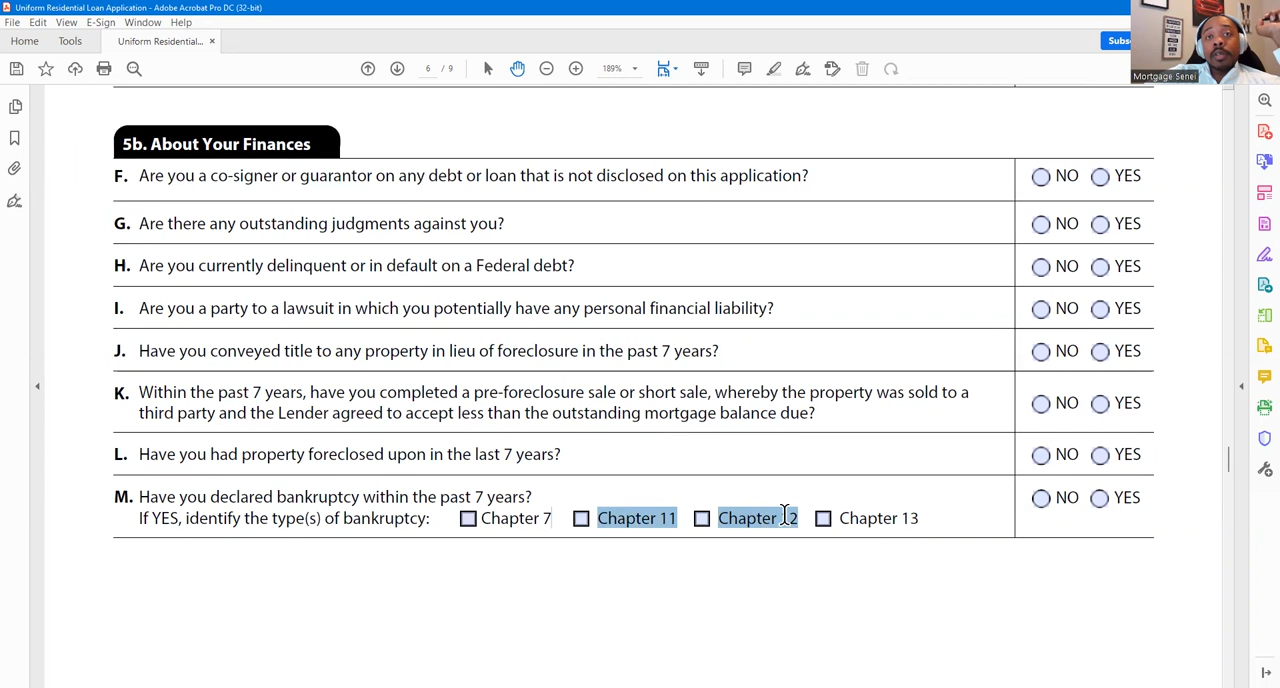 Uniform Residential Loan Application - Adobe Acrobat Pro DC (32-bit)
File Edit View E-Sign Window Help
Home Tools Uniform Residential... ×
Subs
6 / 9
189%
Mortgage Sensei
5b. About Your Finances
F. Are you a co-signer or guarantor on any debt or loan that is not disclosed on this application? NO YES
G. Are there any outstanding judgments against you? NO YES
H. Are you currently delinquent or in default on a Federal debt? NO YES
I. Are you a party to a lawsuit in which you potentially have any personal financial liability? NO YES
J. Have you conveyed title to any property in lieu of foreclosure in the past 7 years? NO YES
K. Within the past 7 years, have you completed a pre-foreclosure sale or short sale, whereby the property was sold to a
third party and the Lender agreed to accept less than the outstanding mortgage balance due? NO YES
L. Have you had property foreclosed upon in the last 7 years? NO YES
M. Have you declared bankruptcy within the past 7 years? NO YES
If YES, identify the type(s) of bankruptcy: Chapter 7 Chapter 11 Chapter 12 Chapter 13